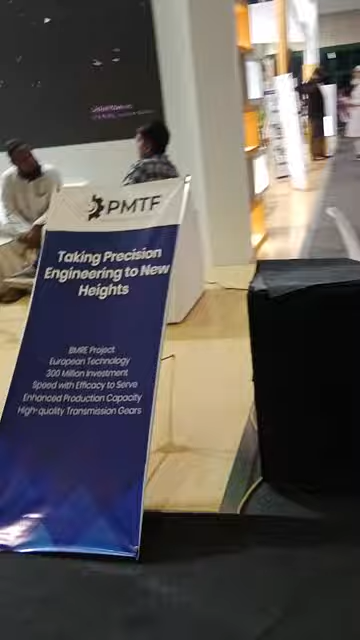 PMTF
Taking Precision
Engineering to New
Heights
BMRE Project
European Technology
300 Million Investment
Speed with Efficacy to Serve
Enhanced Production Capacity
High-quality Transmission Gears